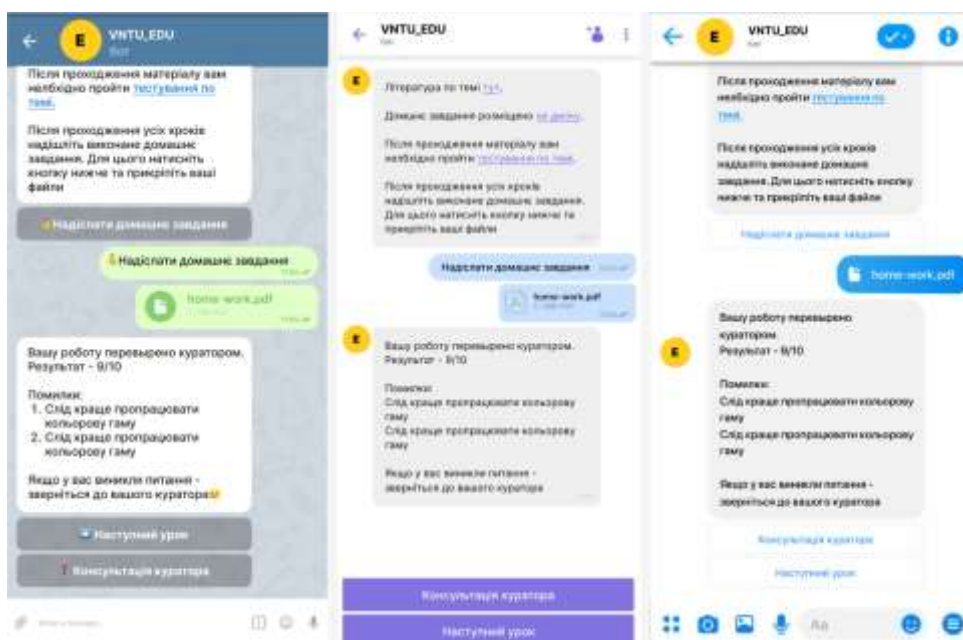 E
VNTU_EDU
бот
Після проходження матеріалу вам
необхідно пройти тестування по
темі.
Після проходження усіх кроків
надішліть виконане домашнє
завдання. Для цього натисніть
кнопку нижче та прикріпіть ваші
файли
Надіслати домашнє завдання
Надіслати домашнє завдання
home-work.pdf
Вашу роботу перевірено куратором.
Результат - 9/10
Помилки:
1. Слід краще пропрацювати
кольорову гаму
2. Слід краще пропрацювати
кольорову гаму
Якщо у вас виникли питання -
зверніться до вашого куратора
Наступний урок
Консультація куратора
VNTU_EDU
E
Література по темі тут.
Домашнє завдання розміщено на диску.
Після проходження матеріалу вам
необхідно пройти тестування по темі.
Після проходження усіх кроків
надішліть виконане домашнє завдання.
Для цього натисніть кнопку нижче та
прикріпіть ваші файли
Надіслати домашнє завдання
home-work.pdf
E
Вашу роботу перевірено куратором.
Результат - 9/10
Помилки:
Слід краще пропрацювати кольорову
гаму
Слід краще пропрацювати кольорову
гаму
Якщо у вас виникли питання -
зверніться до вашого куратора
Консультація куратора
Наступний урок
E
VNTU_EDU
Після проходження матеріалу вам
необхідно пройти тестування по
темі.
Після проходження усіх кроків
надішліть виконане домашнє
завдання. Для цього натисніть кнопку
нижче та прикріпіть ваші файли
Надіслати домашнє завдання
home-work.pdf
Вашу роботу перевірено
куратором.
Результат - 9/10
E
Помилки:
Слід краще пропрацювати кольорову
гаму
Слід краще пропрацювати кольорову
гаму
Якщо у вас виникли питання -
зверніться до вашого куратора
Консультація куратора
Наступний урок
Aa